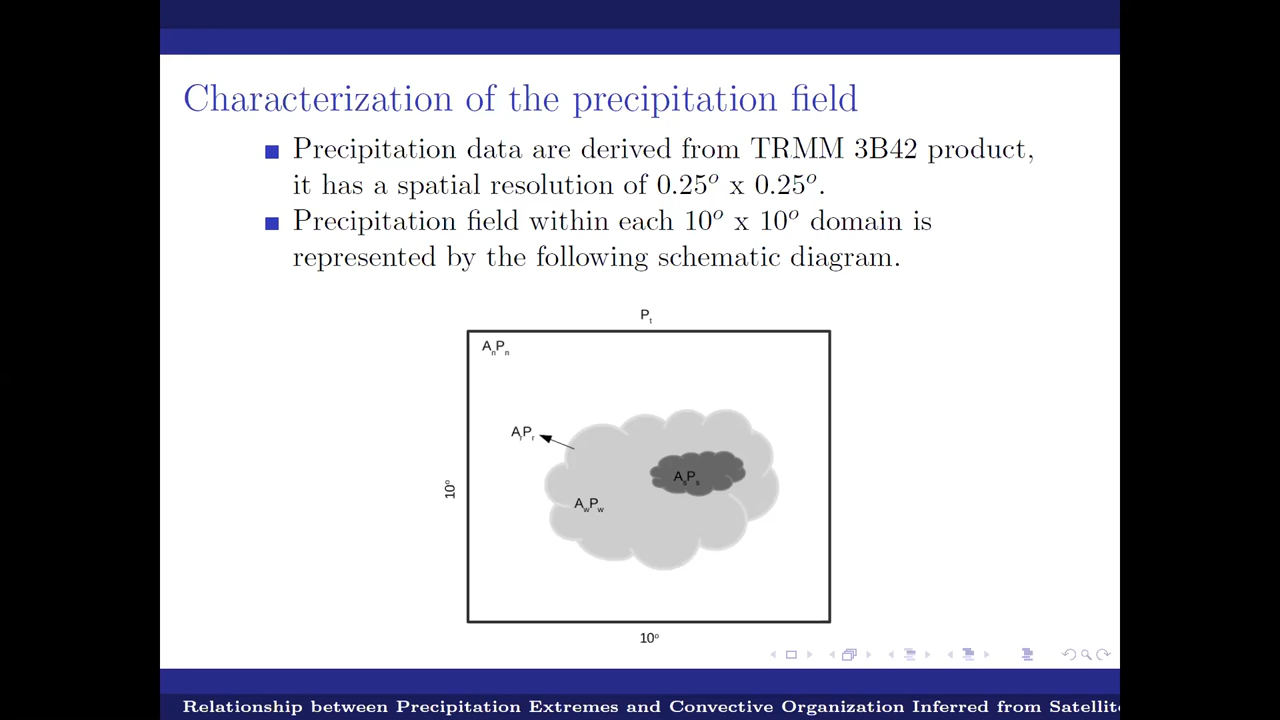 Characterization of the precipitation field
Precipitation data are derived from TRMM 3B42 product,
it has a spatial resolution of 0.25° x 0.25°.
Precipitation field within each 10° x 10° domain is
represented by the following schematic diagram.
Pt
AnPn
ArPr
AsPs
10°
AwPw
10°
Relationship between Precipitation Extremes and Convective Organization Inferred from Satellite